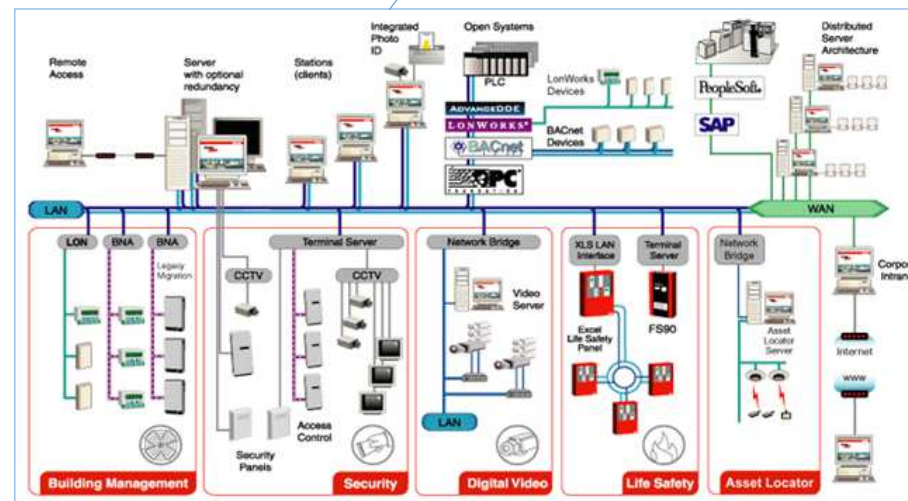 Remote
Access
Server
with optional
redundancy
Stations
(clients)
Integrated
Photo
ID
Open Systems
PLC
ADVANCEDDE
LONWORKS®
BACnet
OPC
FOUNDATION
LonWorks
Devices
BACnet
Devices
PeopleSoft.
SAP
Distributed
Server
Architecture
LAN
WAN
LON
BNA
BNA
Legacy
Migration
Building Management
Terminal Server
CCTV
CCTV
Access
Control
Security
Panels
Security
Network Bridge
Video
Server
LAN
Digital Video
XLS LAN
Interface
Terminal
Server
Excel
Life Safety
Panel
FS90
Life Safety
Network
Bridge
Asset
Locator
Server
Asset Locator
Corpor
Intran
Internet
WWW